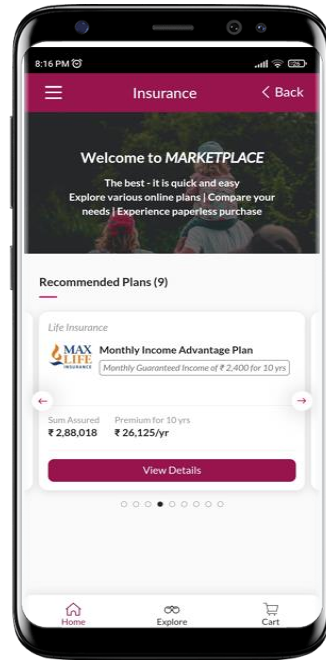 8:16 PM
Insurance
Back
Welcome to MARKETPLACE
The best - it is quick and easy
Explore various online plans | Compare your
needs | Experience paperless purchase
Recommended Plans (9)
Life Insurance
MAX
LIFE
INSURANCE
Monthly Income Advantage Plan
Monthly Guaranteed Income of ₹ 2,400 for 10 yrs
Sum Assured Premium for 10 yrs
₹ 2,88,018 ₹ 26,125/yr
View Details
Home Explore Cart